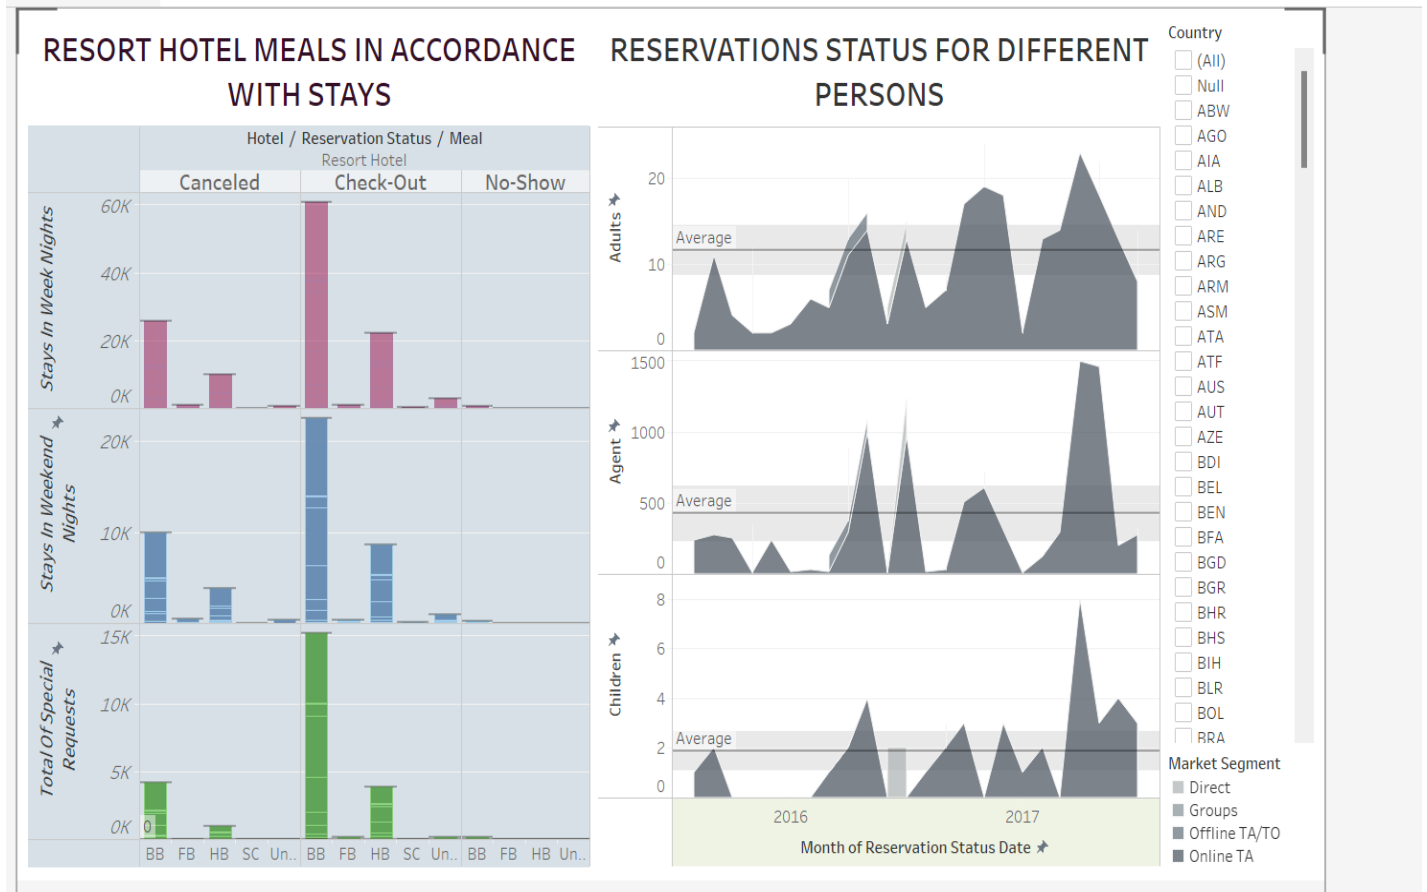 RESORT HOTEL MEALS IN ACCORDANCE
WITH STAYS
Hotel / Reservation Status / Meal
Resort Hotel
Canceled Check-Out No-Show
Stays In Week Nights
60K
40K
20K
0K
Stays In Weekend
Nights
20K
10K
0K
Total Of Special
Requests
15K
10K
5K
0K
0
BB FB HB SC Un.. BB FB HB SC Un.. BB FB HB Un..
RESERVATIONS STATUS FOR DIFFERENT
PERSONS
Adults
20
10
0
Average
Agent
1500
1000
500
0
Average
Children
8
6
4
2
0
Average
2016 2017
Month of Reservation Status Date
Country
(All)
Null
ABW
AGO
AIA
ALB
AND
ARE
ARG
ARM
ASM
ATA
ATF
AUS
AUT
AZE
BDI
BEL
BEN
BFA
BGD
BGR
BHR
BHS
BIH
BLR
BOL
BRA
Market Segment
Direct
Groups
Offline TA/TO
Online TA